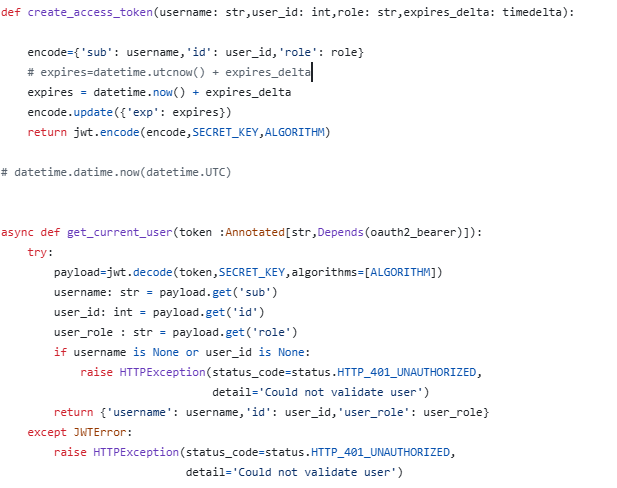 def create_access_token(username: str,user_id: int,role: str,expires_delta: timedelta):
    encode={'sub': username,'id': user_id,'role': role}
    # expires=datetime.utcnow() + expires_delta
    expires = datetime.now() + expires_delta
    encode.update({'exp': expires})
    return jwt.encode(encode,SECRET_KEY,ALGORITHM)
# datetime.datime.now(datetime.UTC)
async def get_current_user(token :Annotated[str,Depends(oauth2_bearer)]):
    try:
        payload=jwt.decode(token,SECRET_KEY,algorithms=[ALGORITHM])
        username: str = payload.get('sub')
        user_id: int = payload.get('id')
        user_role : str = payload.get('role')
        if username is None or user_id is None:
            raise HTTPException(status_code=status.HTTP_401_UNAUTHORIZED,
                                detail='Could not validate user')
        return {'username': username,'id': user_id,'user_role': user_role}
    except JWTError:
        raise HTTPException(status_code=status.HTTP_401_UNAUTHORIZED,
                            detail='Could not validate user')